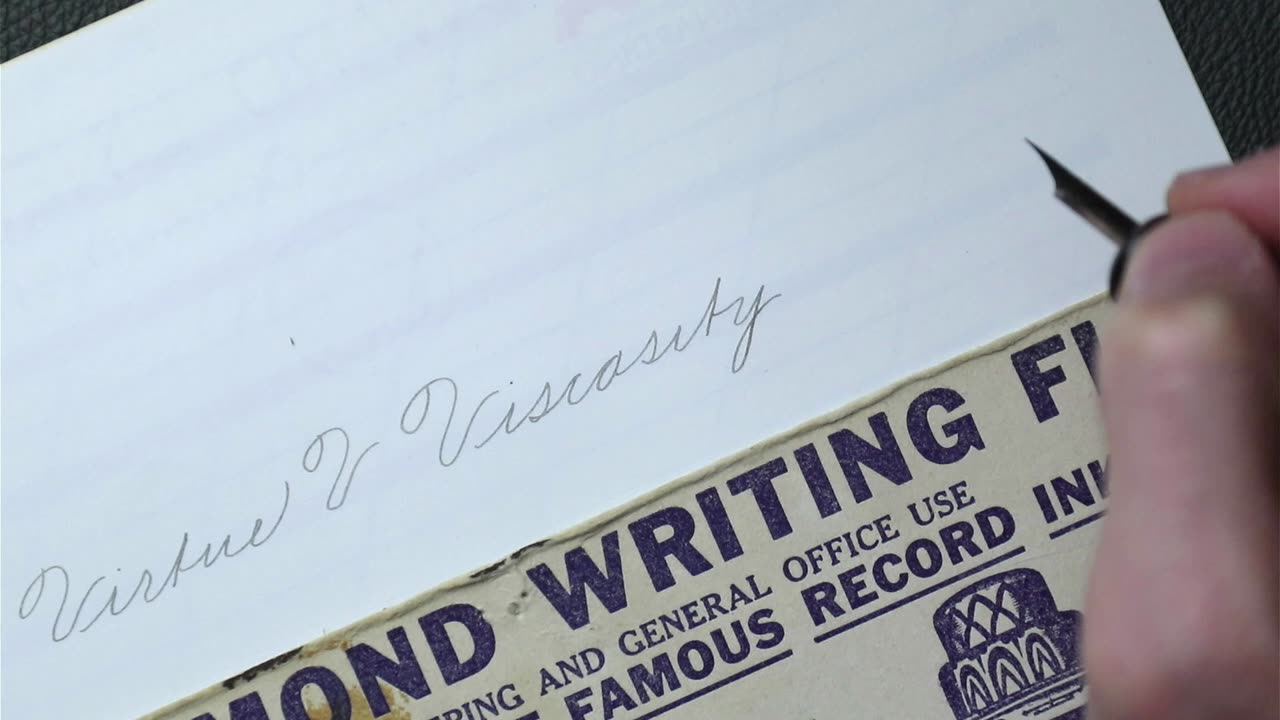 Virtue V Viscosity
MOND WRITING FL
PING AND GENERAL OFFICE USE
FAMOUS RECORD INK